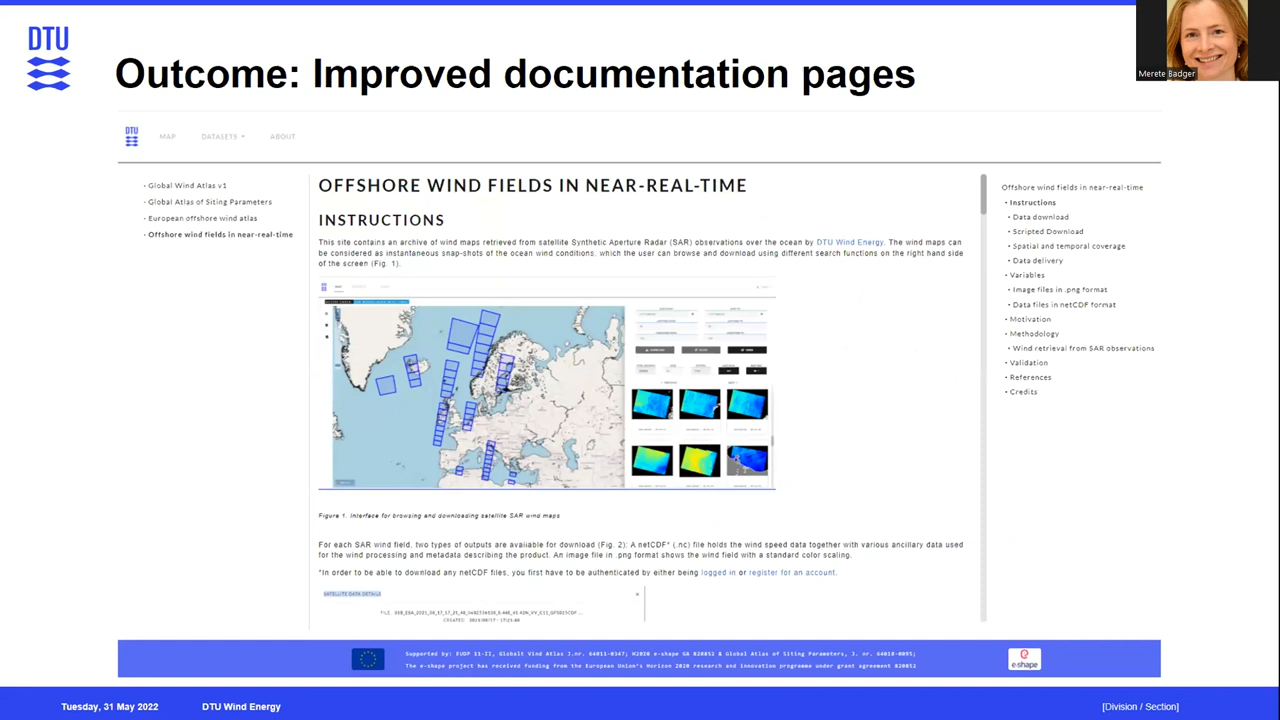 DTU
Outcome: Improved documentation pages
Merete Badger
DTU
MAP
DATASETS
ABOUT
Global Wind Atlas v1
Global Atlas of Siting Parameters
European offshore wind atlas
Offshore wind fields in near-real-time
OFFSHORE WIND FIELDS IN NEAR-REAL-TIME
INSTRUCTIONS
This site contains an archive of wind maps retrieved from satellite Synthetic Aperture Radar (SAR) observations over the ocean by DTU Wind Energy. The wind maps can
be considered as instantaneous snap-shots of the ocean wind conditions, which the user can browse and download using different search functions on the right hand side
of the screen (Fig. 1).
Figure 1. Interface for browsing and downloading satellite SAR wind maps
For each SAR wind field, two types of outputs are available for download (Fig. 2): A netCDF* (.nc) file holds the wind speed data together with various ancillary data used
for the wind processing and metadata describing the product. An image file in .png format shows the wind field with a standard color scaling.
*In order to be able to download any netCDF files, you first have to be authenticated by either being logged in or register for an account.
SATELLITE DATA DETAILS
FILE
CREATED
Offshore wind fields in near-real-time
Instructions
Data download
Scripted Download
Spatial and temporal coverage
Data delivery
Variables
Image files in .png format
Data files in netCDF format
Motivation
Methodology
Wind retrieval from SAR observations
Validation
References
Credits
Supported by: EUDP 11-II, Globalt Vind Atlas J.nr. 64011-0347; H2020 e-shape GA 820852 & Global Atlas of Siting Parameters, J. nr. 64018-0095;
The e-shape project has received funding from the European Union's Horizon 2020 research and innovation programme under grant agreement 820852
e-shape
Tuesday, 31 May 2022
DTU Wind Energy
[Division / Section]